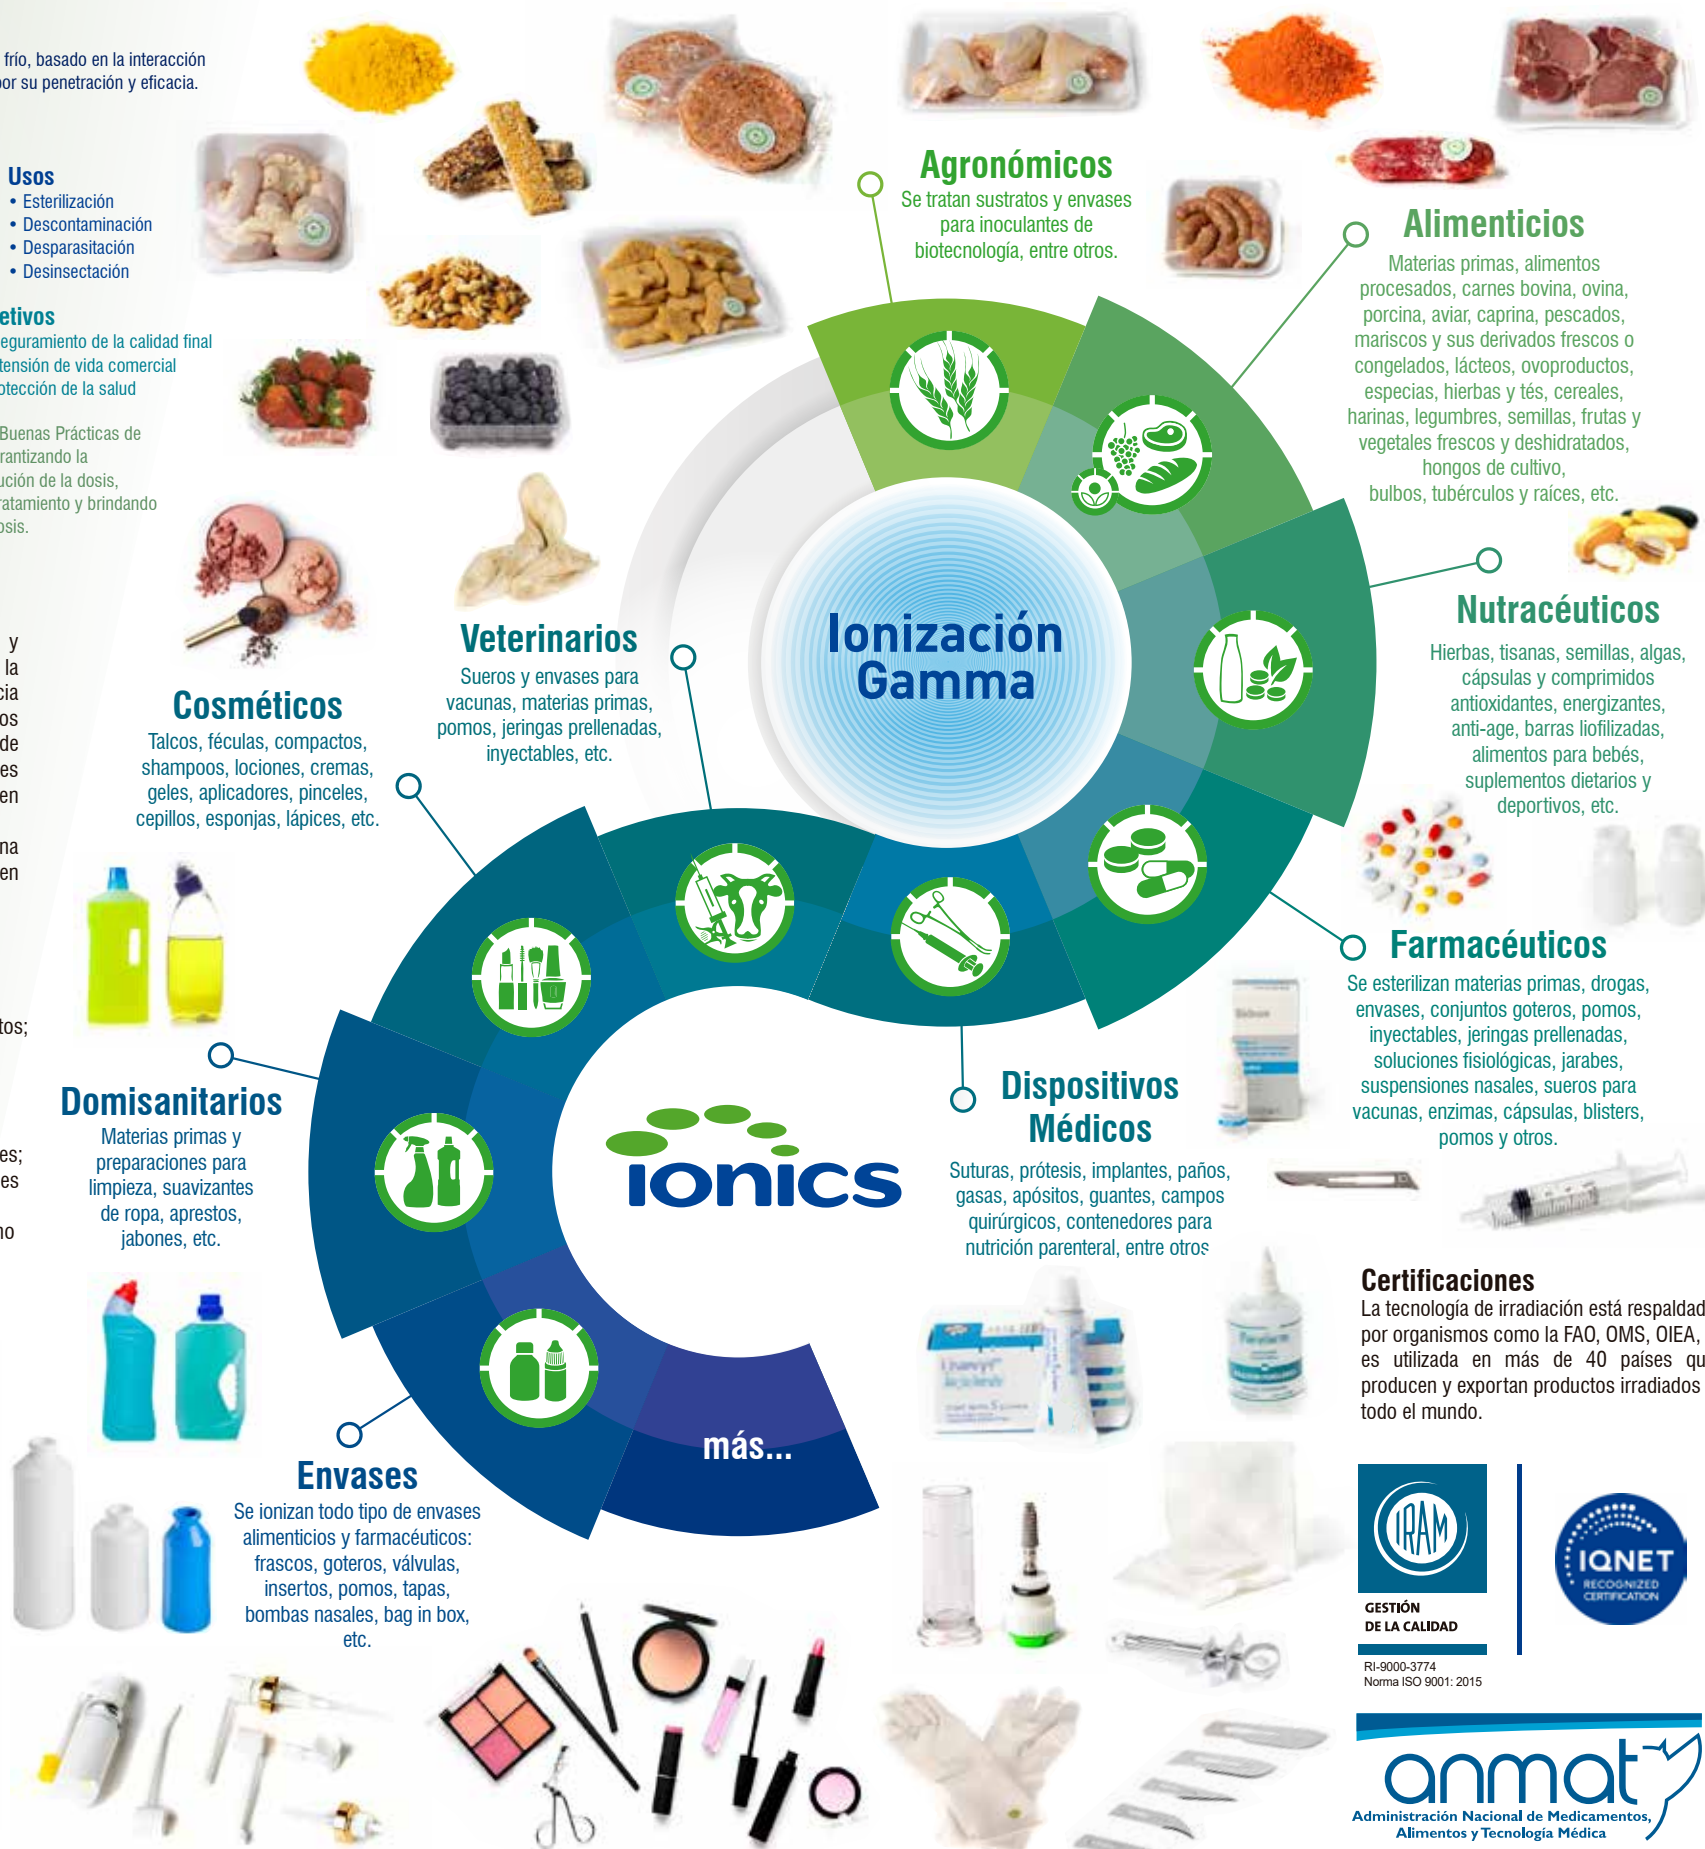 frío, basado en la interacción
por su penetración y eficacia.
Usos
• Esterilización
• Descontaminación
• Desparasitación
• Desinsectación
etivos
eguramiento de la calidad final
tensión de vida comercial
otección de la salud
Buenas Prácticas de
rantizando la
ución de la dosis,
ratamiento y brindando
osis.
y
la
cia
os
de
es
en
na
en
tos;
es;
es
no
Agronómicos
Se tratan sustratos y envases
para inoculantes de
biotecnología, entre otros.
Alimenticios
Materias primas, alimentos
procesados, carnes bovina, ovina,
porcina, aviar, caprina, pescados,
mariscos y sus derivados frescos o
congelados, lácteos, ovoproductos,
especias, hierbas y tés, cereales,
harinas, legumbres, semillas, frutas y
vegetales frescos y deshidratados,
hongos de cultivo,
bulbos, tubérculos y raíces, etc.
Nutracéuticos
Hierbas, tisanas, semillas, algas,
cápsulas y comprimidos
antioxidantes, energizantes,
anti-age, barras liofilizadas,
alimentos para bebés,
suplementos dietarios y
deportivos, etc.
Ionización
Gamma
Veterinarios
Sueros y envases para
vacunas, materias primas,
pomos, jeringas prellenadas,
inyectables, etc.
Cosméticos
Talcos, féculas, compactos,
shampoos, lociones, cremas,
geles, aplicadores, pinceles,
cepillos, esponjas, lápices, etc.
Farmacéuticos
Se esterilizan materias primas, drogas,
envases, conjuntos goteros, pomos,
inyectables, jeringas prellenadas,
soluciones fisiológicas, jarabes,
suspensiones nasales, sueros para
vacunas, enzimas, cápsulas, blisters,
pomos y otros.
Domisanitarios
Materias primas y
preparaciones para
limpieza, suavizantes
de ropa, aprestos,
jabones, etc.
IONICS
Dispositivos
Médicos
Suturas, prótesis, implantes, paños,
gasas, apósitos, guantes, campos
quirúrgicos, contenedores para
nutrición parenteral, entre otros
Envases
Se ionizan todo tipo de envases
alimenticios y farmacéuticos:
frascos, goteros, válvulas,
insertos, pomos, tapas,
bombas nasales, bag in box,
etc.
más...
Certificaciones
La tecnología de irradiación está respaldad
por organismos como la FAO, OMS, OIEA,
es utilizada en más de 40 países qu
producen y exportan productos irradiados
todo el mundo.
IRAM
GESTIÓN
DE LA CALIDAD
RI-9000-3774
Norma ISO 9001: 2015
IQNET
RECOGNIZED
CERTIFICATION
anmat
Administración Nacional de Medicamentos,
Alimentos y Tecnología Médica